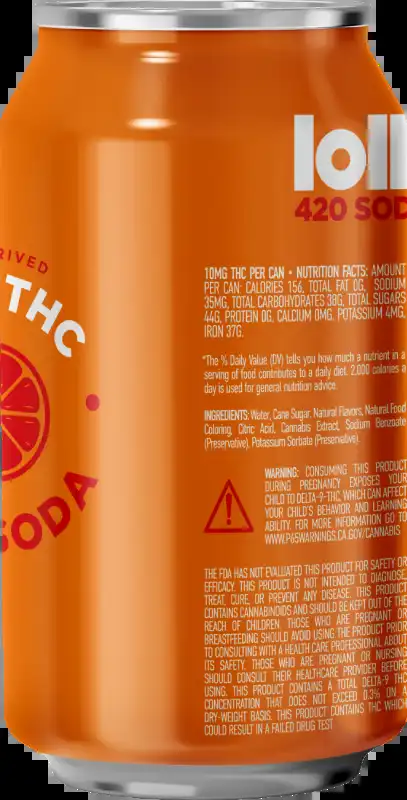 RIVED
THC
SODA
loll
420 SOD
10MG THC PER CAN • NUTRITION FACTS: AMOUNT
PER CAN- CALORIES 156, TOTAL FAT 0G, SODIUM
35MG, TOTAL CARBOHYDRATES 38G, TOTAL SUGARS
44G, PROTEIN 0G, CALCIUM 0MG, POTASSIUM 4MG,
IRON 37G.
*The % Daily Value (DV) tells you how much a nutrient in a
serving of food contributes to a daily diet. 2,000 calories a
day is used for general nutrition advice.
INGREDIENTS: Water, Cane Sugar, Natural Flavors, Natural Food
Coloring, Citric Acid, Cannabis Extract, Sodium Benzoate
(Preservative), Potassium Sorbate (Preservative).
WARNING: CONSUMING THIS PRODUCT
DURING PREGNANCY EXPOSES YOUR
CHILD TO DELTA-9-THC, WHICH CAN AFFECT
YOUR CHILD'S BEHAVIOR AND LEARNING
ABILITY. FOR MORE INFORMATION GO TO
WWW.P65WARNINGS.CA.GOV/CANNABIS
THE FDA HAS NOT EVALUATED THIS PRODUCT FOR SAFETY OR
EFFICACY. THIS PRODUCT IS NOT INTENDED TO DIAGNOSE,
TREAT, CURE, OR PREVENT ANY DISEASE. THIS PRODUCT
CONTAINS CANNABINOIDS AND SHOULD BE KEPT OUT OF THE
REACH OF CHILDREN. THOSE WHO ARE PREGNANT OR
BREASTFEEDING SHOULD AVOID USING THE PRODUCT PRIOR
TO CONSULTING WITH A HEALTH CARE PROFESSIONAL ABOUT
ITS SAFETY. THOSE WHO ARE PREGNANT OR NURSING
SHOULD CONSULT THEIR HEALTHCARE PROVIDER BEFORE
USING. THIS PRODUCT CONTAINS A TOTAL DELTA-9 THC
CONCENTRATION THAT DOES NOT EXCEED 0.3% ON A
DRY-WEIGHT BASIS. THIS PRODUCT CONTAINS THC WHICH
COULD RESULT IN A FAILED DRUG TEST